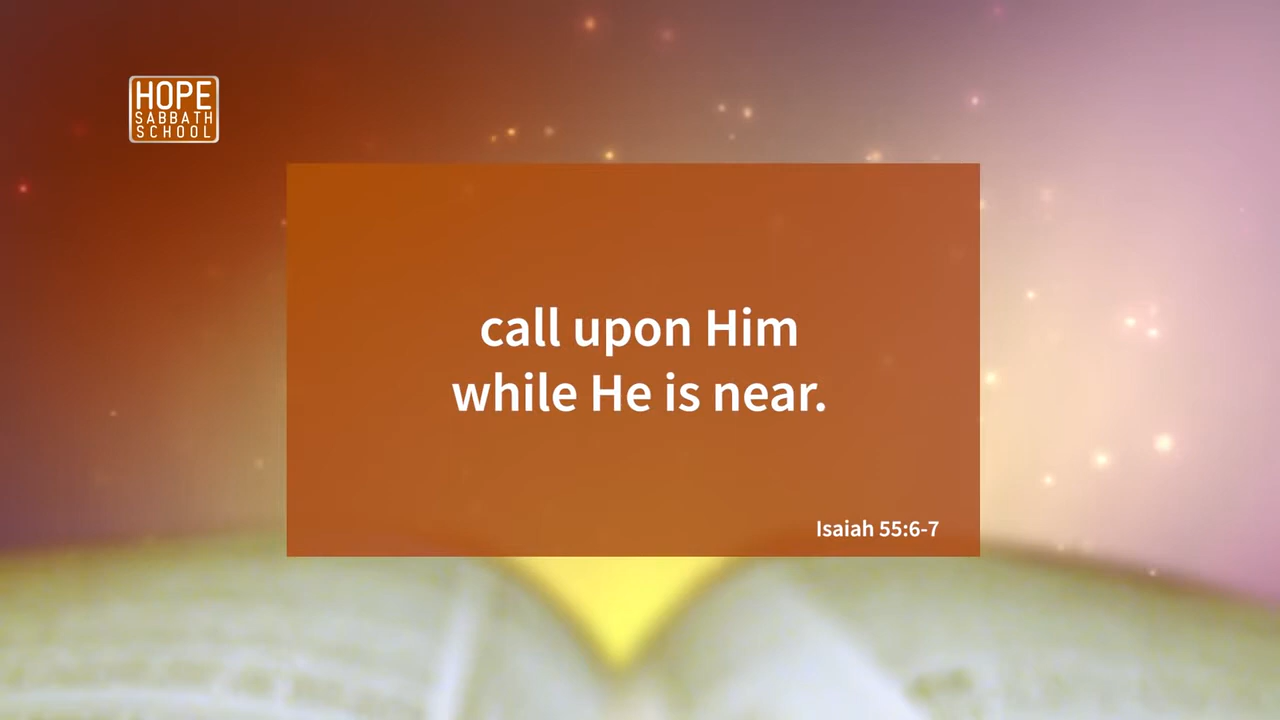 HOPE
SABBATH
SCHOOL
call upon Him
while He is near.
Isaiah 55:6-7